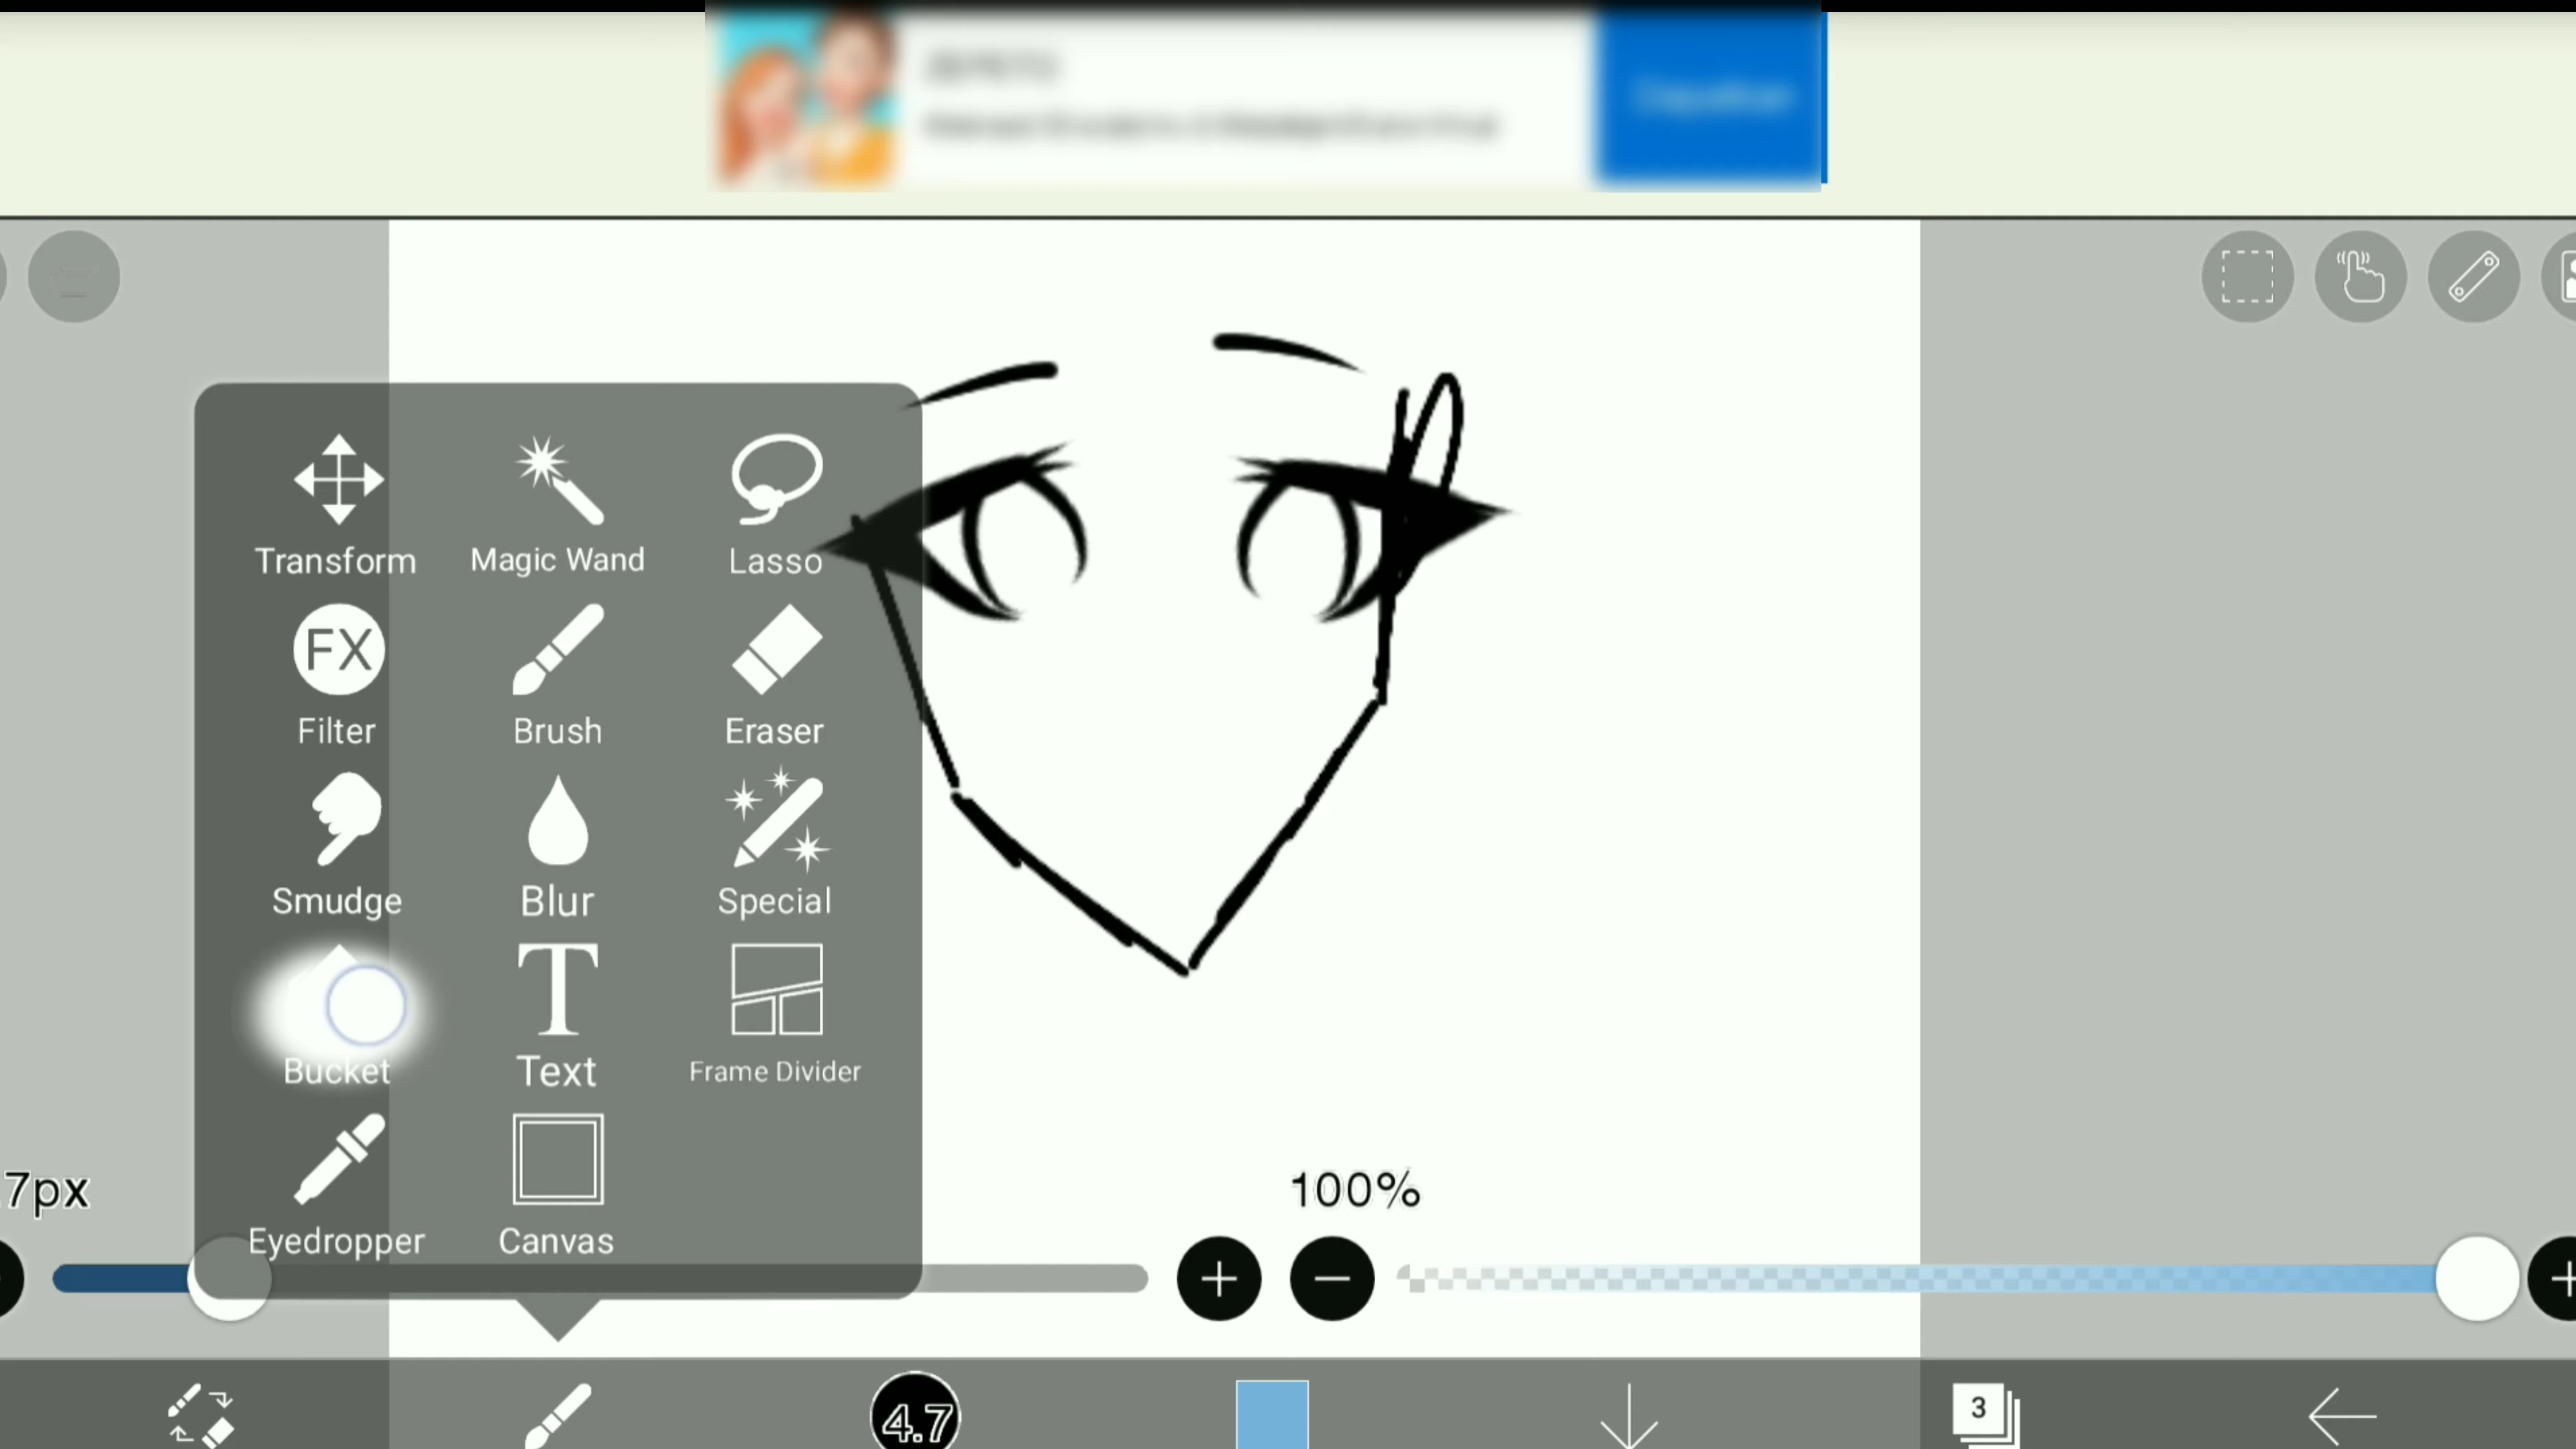 Transform Magic Wand Lasso
FX
Filter Brush Eraser
Smudge Blur Special
T
Bucket Text Frame Divider
Eyedropper Canvas
7px 100%
4.7 3